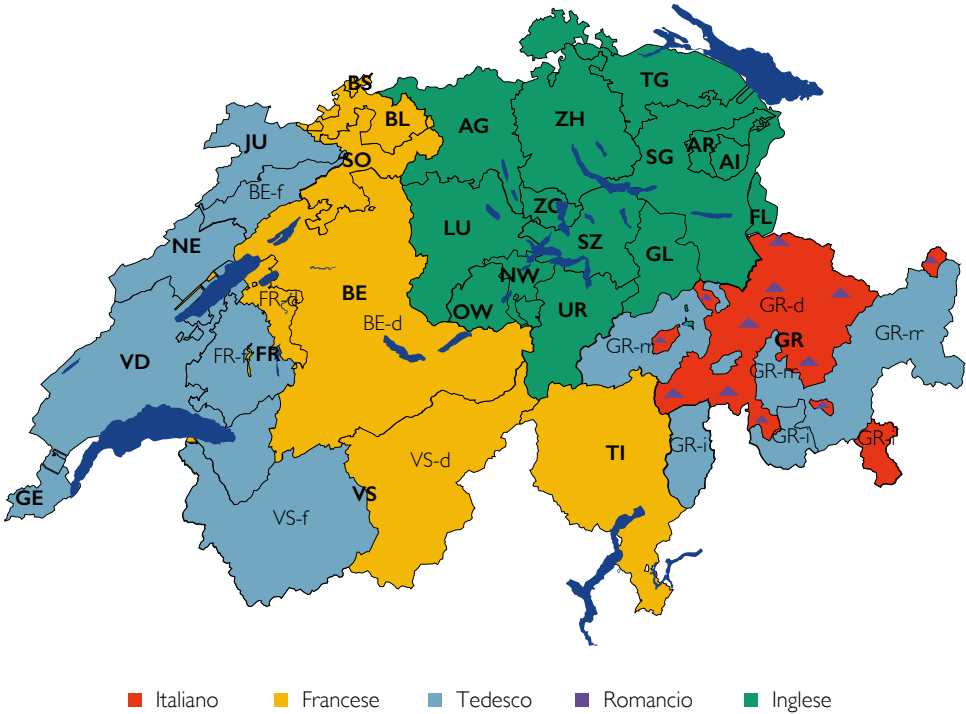 BS
TG
BL
AG
ZH
JU
AR
SO
SG
AI
BE-f
ZG
FL
LU
SZ
NE
GL
NW
BE
FR-d
GR-d
OW
UR
BE-d
GR-rr
GR
FR-f
FR
GR-rr
VD
GR-rr
GR-i
GR-i
GR-i
TI
VS-d
VS
GE
VS-f
Italiano Francese Tedesco Romancio Inglese